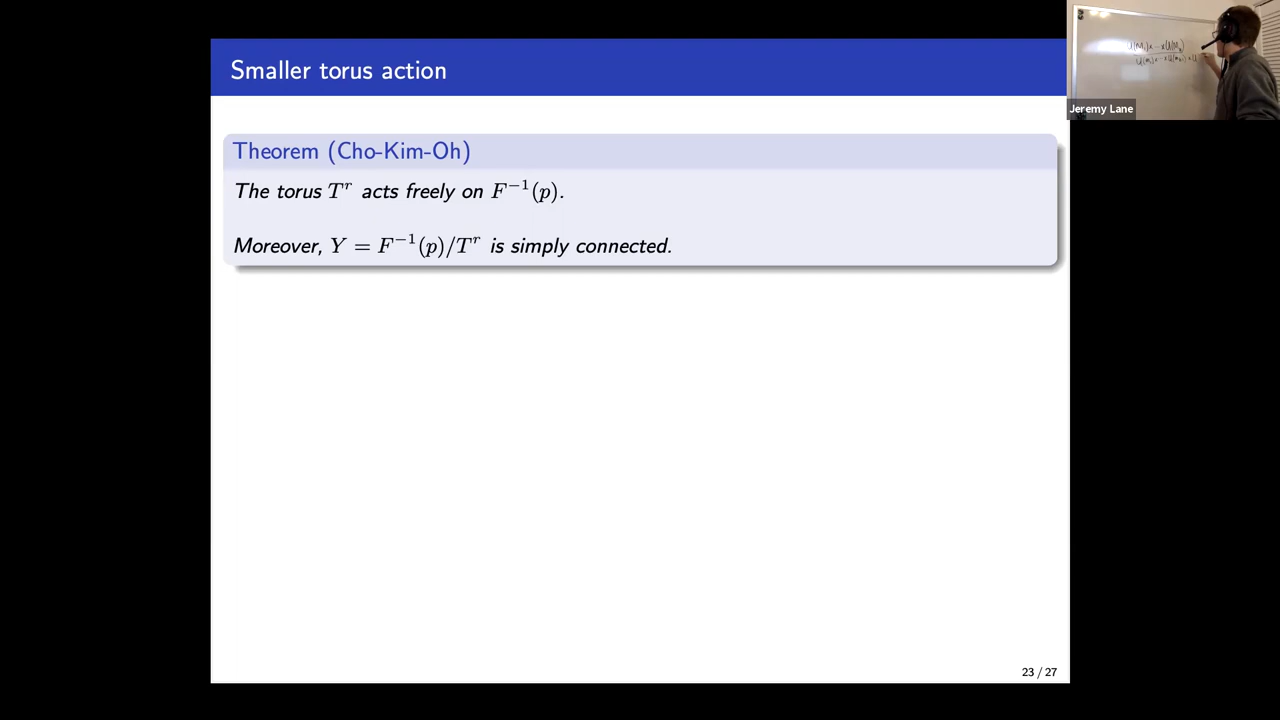 Smaller torus action
Theorem (Cho-Kim-Oh)
The torus T^r acts freely on F^{-1}(p).
Moreover, Y = F^{-1}(p)/T^r is simply connected.
23 / 27
Jeremy Lane